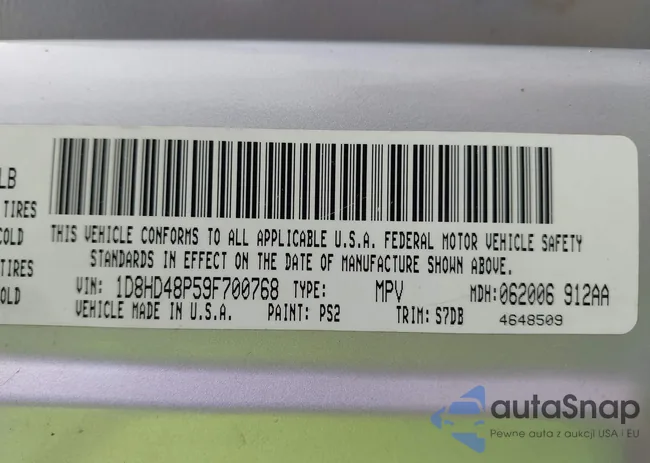 LB
TIRES
COLD
TIRES
OLD
THIS VEHICLE CONFORMS TO ALL APPLICABLE U.S.A. FEDERAL MOTOR VEHICLE SAFETY
STANDARDS IN EFFECT ON THE DATE OF MANUFACTURE SHOWN ABOVE.
VIN: 1D8HD48P59F700768 TYPE: MPV MDH: 062006 912AA
VEHICLE MADE IN U.S.A. PAINT: PS2 TRIM: S7DB 4648509
autaSnap
Pewne auta z aukcji USA i EU